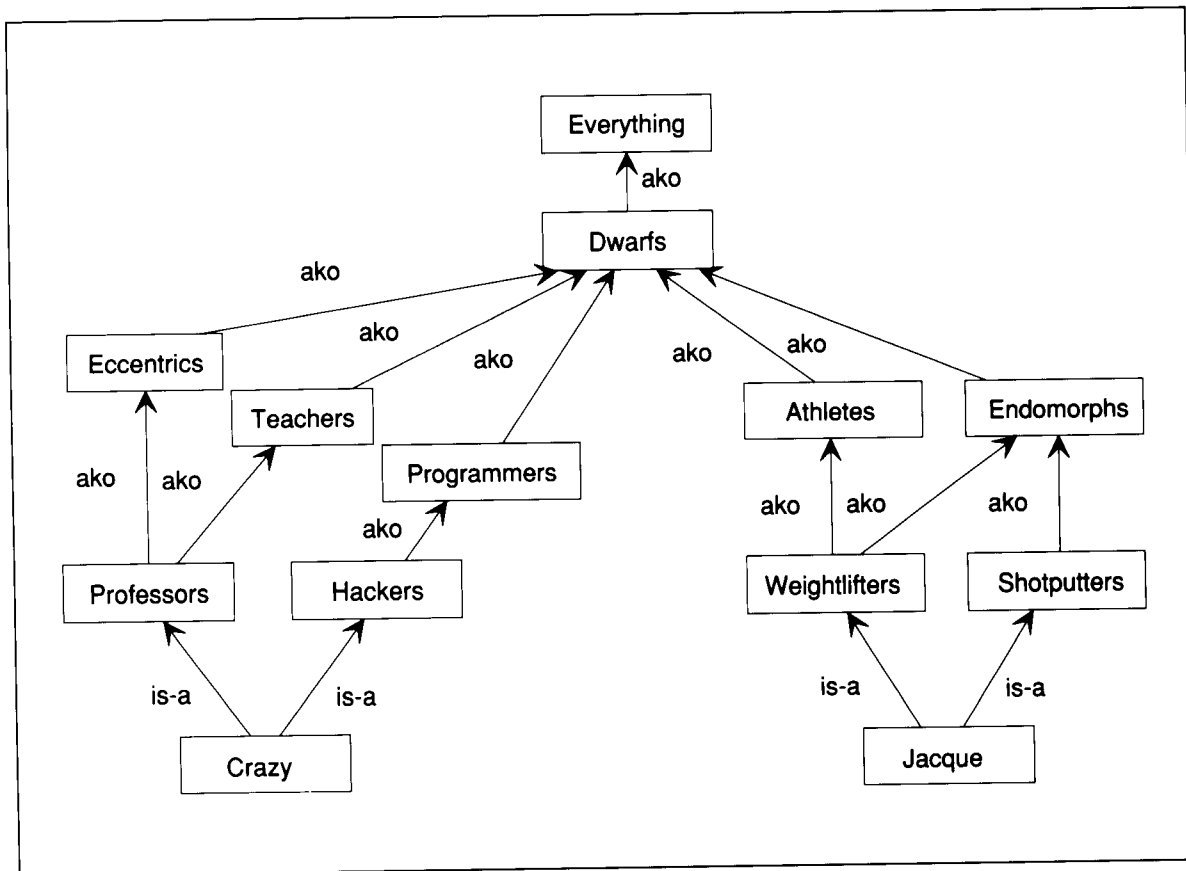 Everything
ako
Dwarfs
ako
ako
ako
ako
ako
Eccentrics
Teachers
Athletes
Endomorphs
Programmers
ako
ako
ako
ako
ako
ako
Professors
Hackers
Weightlifters
Shotputters
is-a
is-a
is-a
is-a
Crazy
Jacque